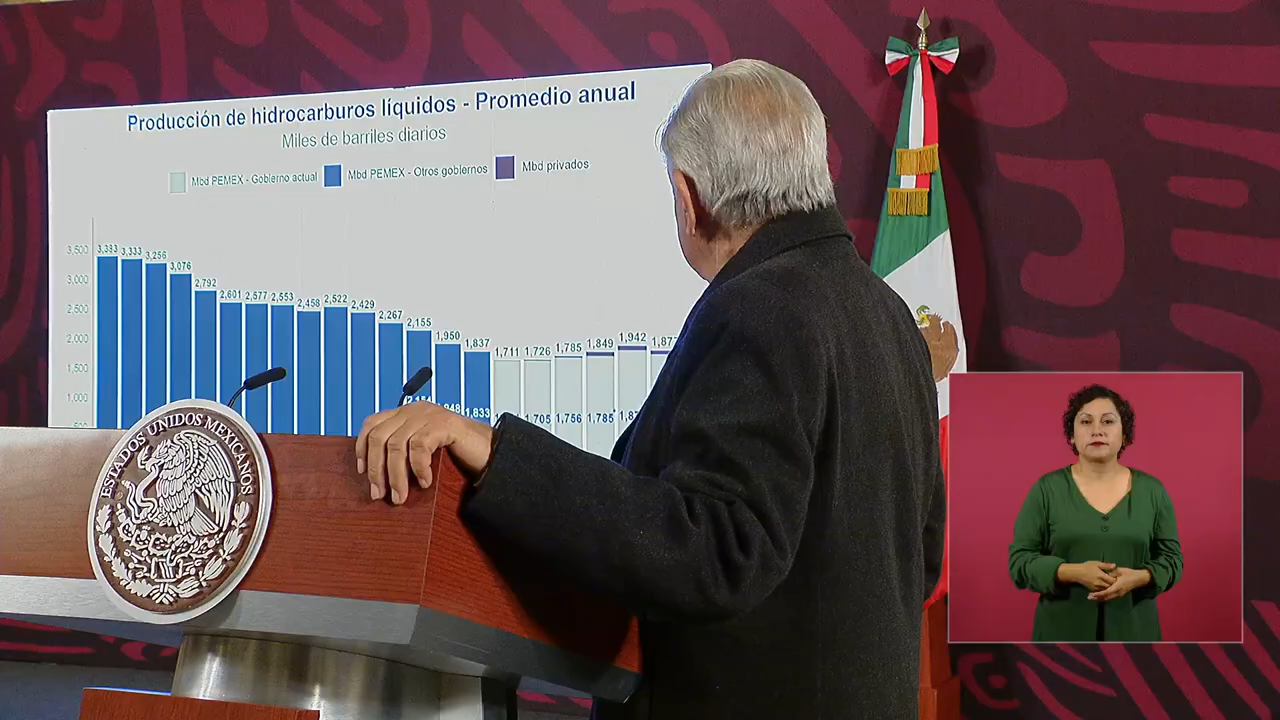 Producción de hidrocarburos líquidos - Promedio anual
Miles de barriles diarios
Mbd PEMEX - Gobierno actual Mbd PEMEX - Otros gobiernos Mbd privados
3,500
3,000
2,500
2,000
1,500
1,000
3,383 3,333 3,256 3,076 2,792 2,601 2,577 2,553 2,458 2,522 2,429 2,267 2,155 1,950 1,837 1,711 1,726 1,785 1,849 1,942
1,833 1,705 1,756 1,785
ESTADOS UNIDOS MEXICANOS